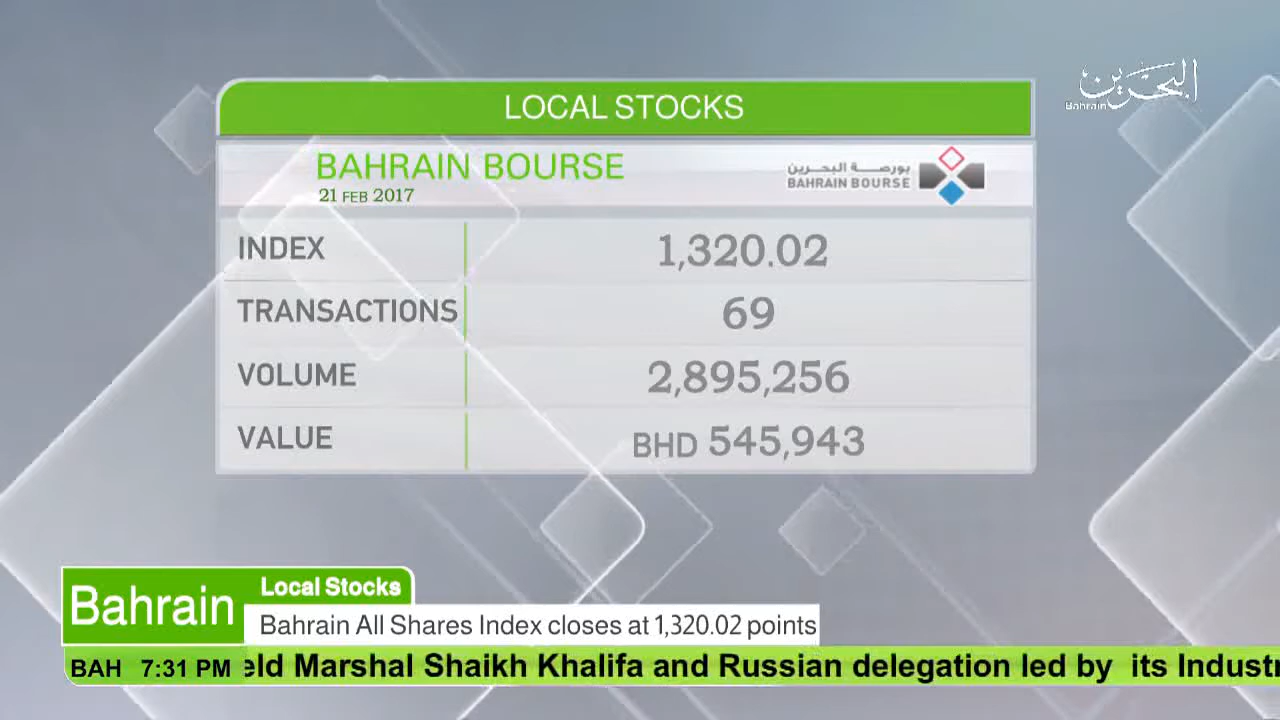 LOCAL STOCKS
البحرين
Bahrain
BAHRAIN BOURSE
21 FEB 2017
بورصة البحرين
BAHRAIN BOURSE
INDEX 1,320.02
TRANSACTIONS 69
VOLUME 2,895,256
VALUE BHD 545,943
Bahrain
Local Stocks
Bahrain All Shares Index closes at 1,320.02 points
BAH 7:31 PM eld Marshal Shaikh Khalifa and Russian delegation led by its Industr